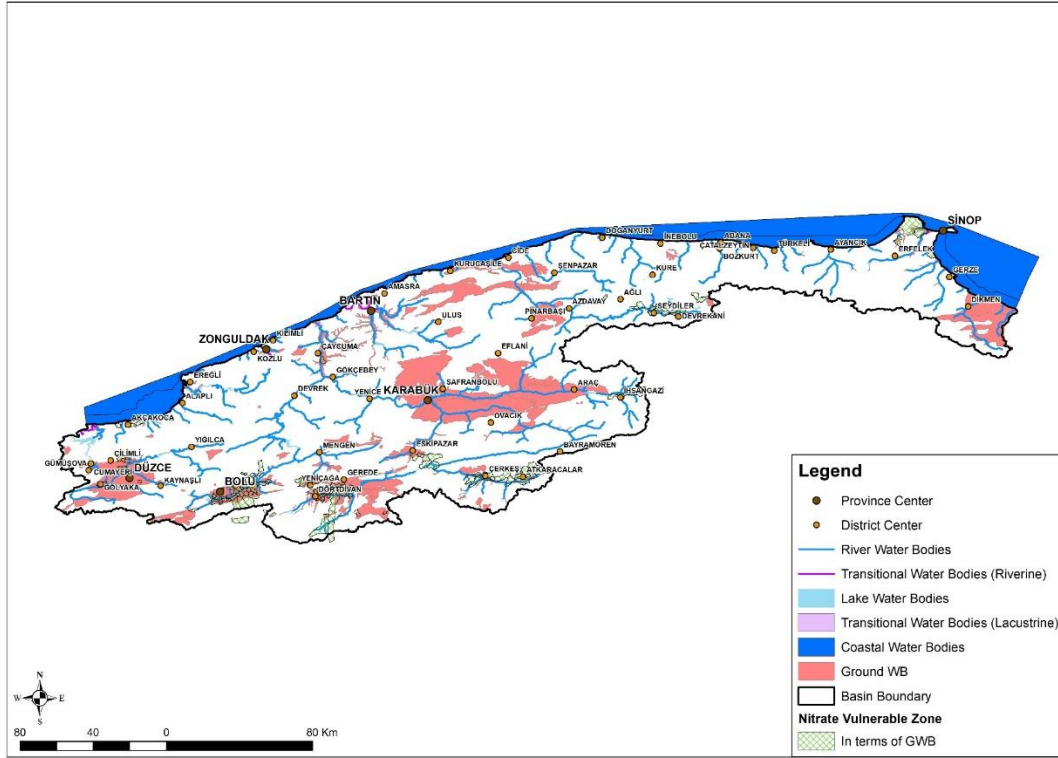 SİNOP
DOĞANYURT
İNEBOLU
ABANA
ÇATALZEYTİN
BOZKURT
TÜRKELİ
AYANCIK
ERFELEK
GERZE
CİDE
KURUCAŞİLE
ŞENPAZAR
KÜRE
AMASRA
BARTIN
AZDAVAY
AĞLI
SEYDİLER
DEVREKANİ
DİKMEN
PINARBAŞI
ULUS
ZONGULDAK
KİLİMLİ
KOZLU
ÇAYCUMA
EFLANİ
GÖKÇEBEY
EREĞLİ
ALAPLI
DEVREK
YENİCE
KARABÜK
SAFRANBOLU
ARAÇ
İHSANGAZİ
AKÇAKOCA
OVACIK
YIĞILCA
MENGEN
ESKİPAZAR
BAYRAMÖREN
GÜMÜŞOVA
ÇİLİMLİ
DÜZCE
CUMAYERİ
GÖLYAKA
KAYNAŞLI
BOLU
YENİÇAĞA
GEREDE
DÖRTDİVAN
ÇERKEŞ
ATKARACALAR
Legend
Province Center
District Center
River Water Bodies
Transitional Water Bodies (Riverine)
Lake Water Bodies
Transitional Water Bodies (Lacustrine)
Coastal Water Bodies
Ground WB
Basin Boundary
Nitrate Vulnerable Zone
In terms of GWB
N
W E
S
80 40 0 80 Km